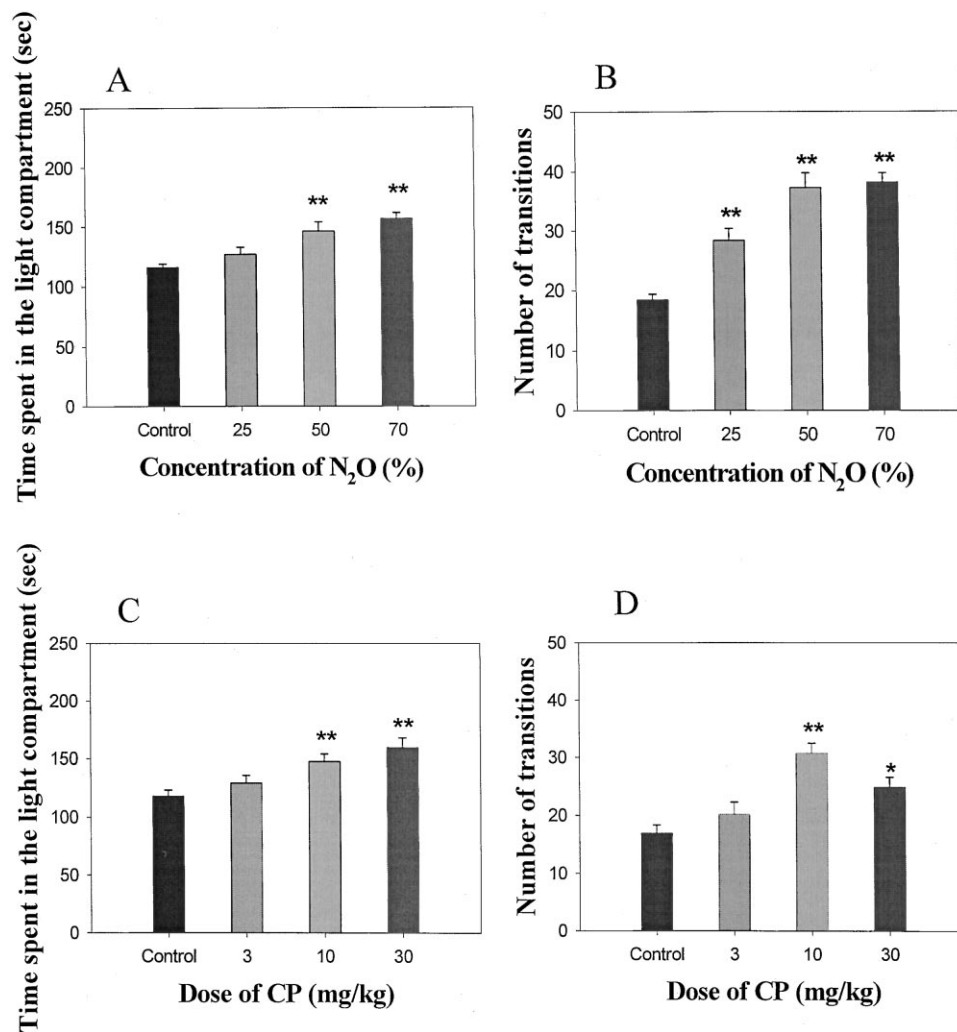 A
Time spent in the light compartment (sec)
250
200
150
100
50
0
**
**
Control 25 50 70
Concentration of N₂O (%)
B
Number of transitions
50
40
30
20
10
0
**
**
**
Control 25 50 70
Concentration of N₂O (%)
C
Time spent in the light compartment (sec)
250
200
150
100
50
0
**
**
Control 3 10 30
Dose of CP (mg/kg)
D
Number of transitions
50
40
30
20
10
0
**
*
Control 3 10 30
Dose of CP (mg/kg)